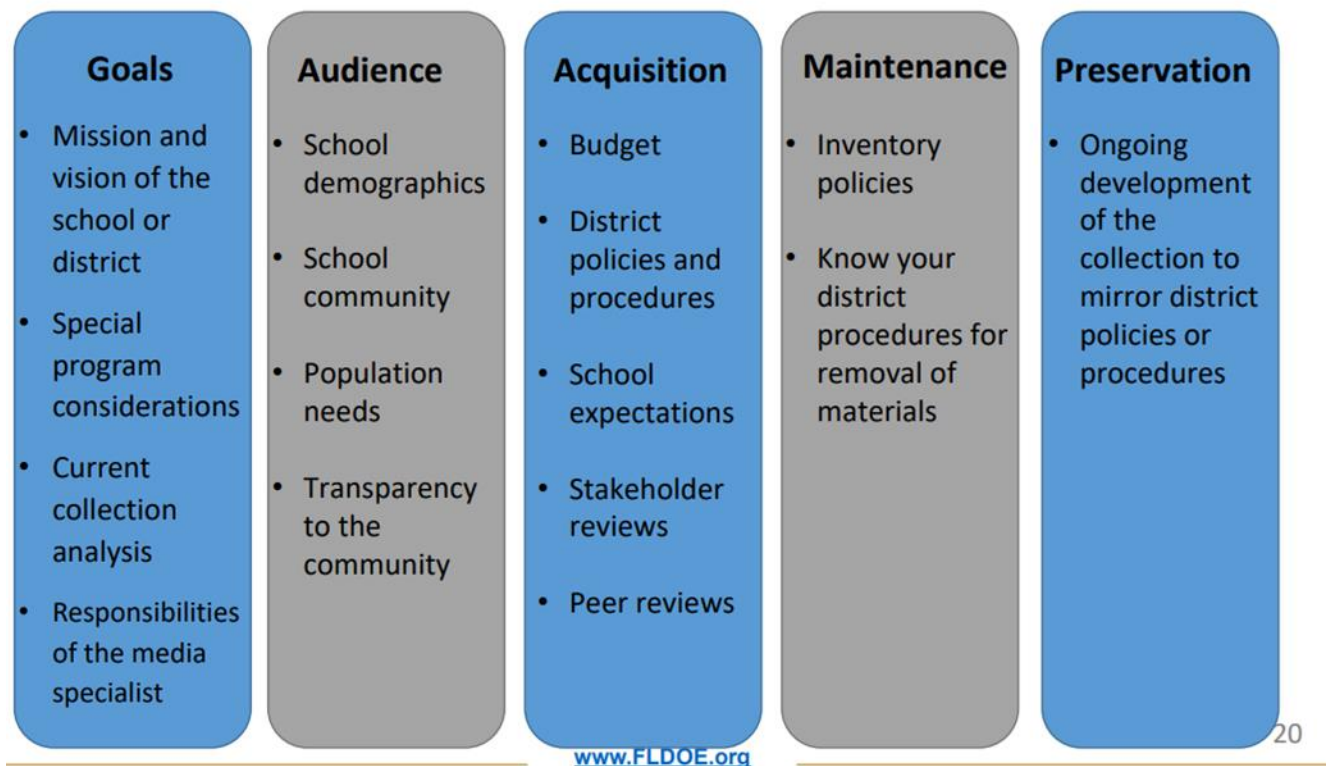 Goals
• Mission and
vision of the
school or
district
• Special
program
considerations
• Current
collection
analysis
• Responsibilities
of the media
specialist
Audience
• School
demographics
• School
community
• Population
needs
• Transparency
to the
community
Acquisition
• Budget
• District
policies and
procedures
• School
expectations
• Stakeholder
reviews
• Peer reviews
Maintenance
• Inventory
policies
• Know your
district
procedures for
removal of
materials
Preservation
• Ongoing
development
of the
collection to
mirror district
policies or
procedures
20
www.FLDOE.org